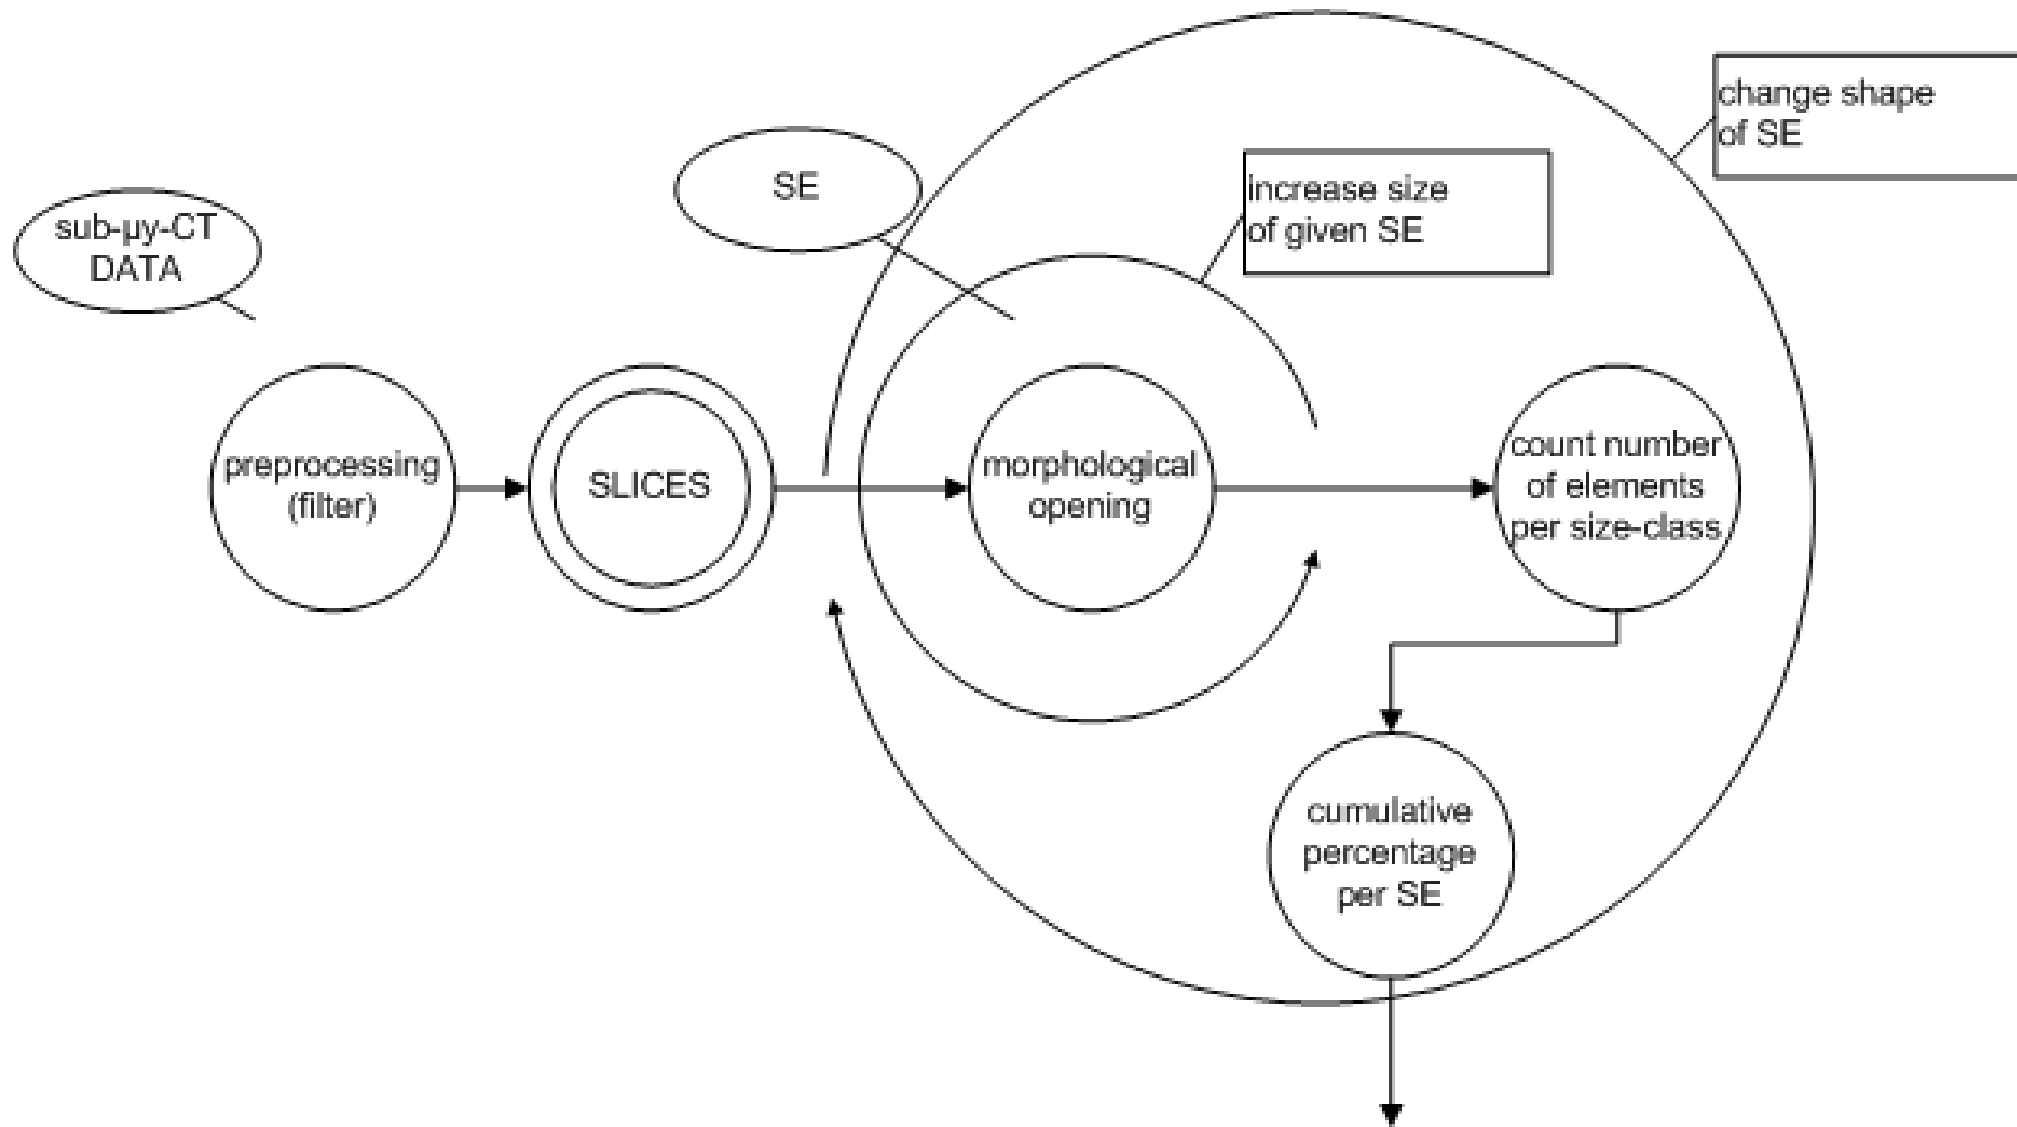 change shape
of SE
SE
increase size
of given SE
sub-µy-CT
DATA
preprocessing
(filter)
SLICES
morphological
opening
count number
of elements
per size-class
cumulative
percentage
per SE